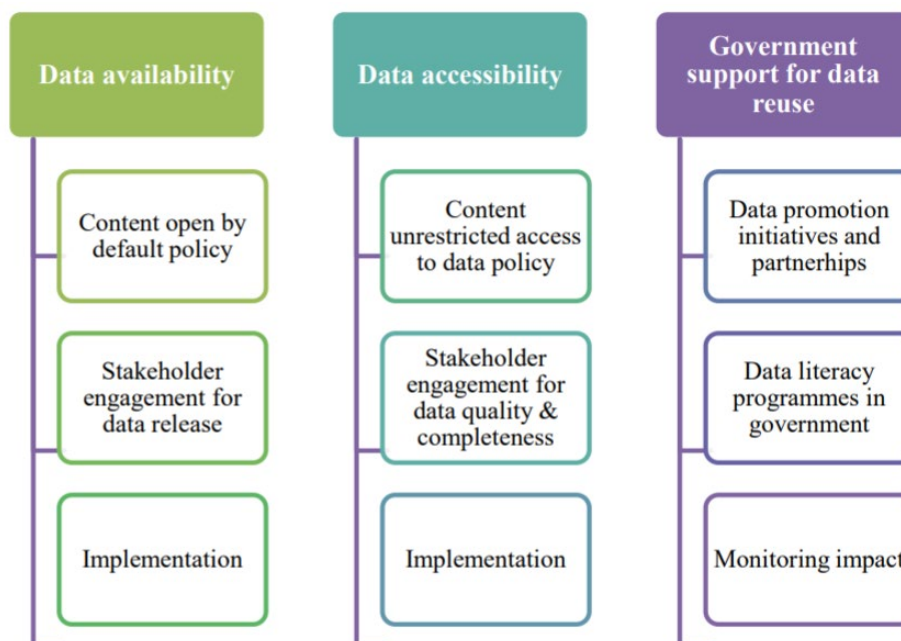 Data availability
Content open by
default policy
Stakeholder
engagement for
data release
Implementation
Data accessibility
Content
unrestricted access
to data policy
Stakeholder
engagement for
data quality &
completeness
Implementation
Government
support for data
reuse
Data promotion
initiatives and
partnerhips
Data literacy
programmes in
government
Monitoring impact